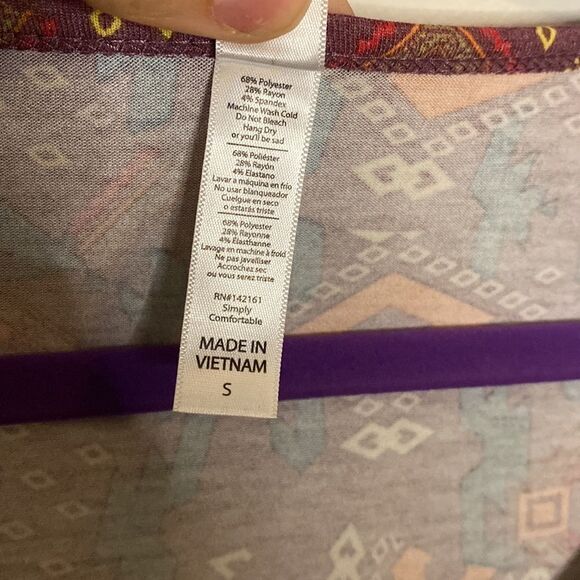 68% Polyester
28% Rayon
4% Spandex
Machine Wash Cold
Do Not Bleach
Hang Dry
or you'll be sad
68% Poliéster
28% Rayón
4% Elastano
Lavar a máquina en frío
No usar blanqueador
Cuelgue en seco
o estarás triste
68% Polyester
28% Rayonne
4% Élasthanne
Lavage en machine à froid
Ne pas javelliser
Accrochez sec
ou vous serez triste
RN#142161
Simply
Comfortable
MADE IN
VIETNAM
S